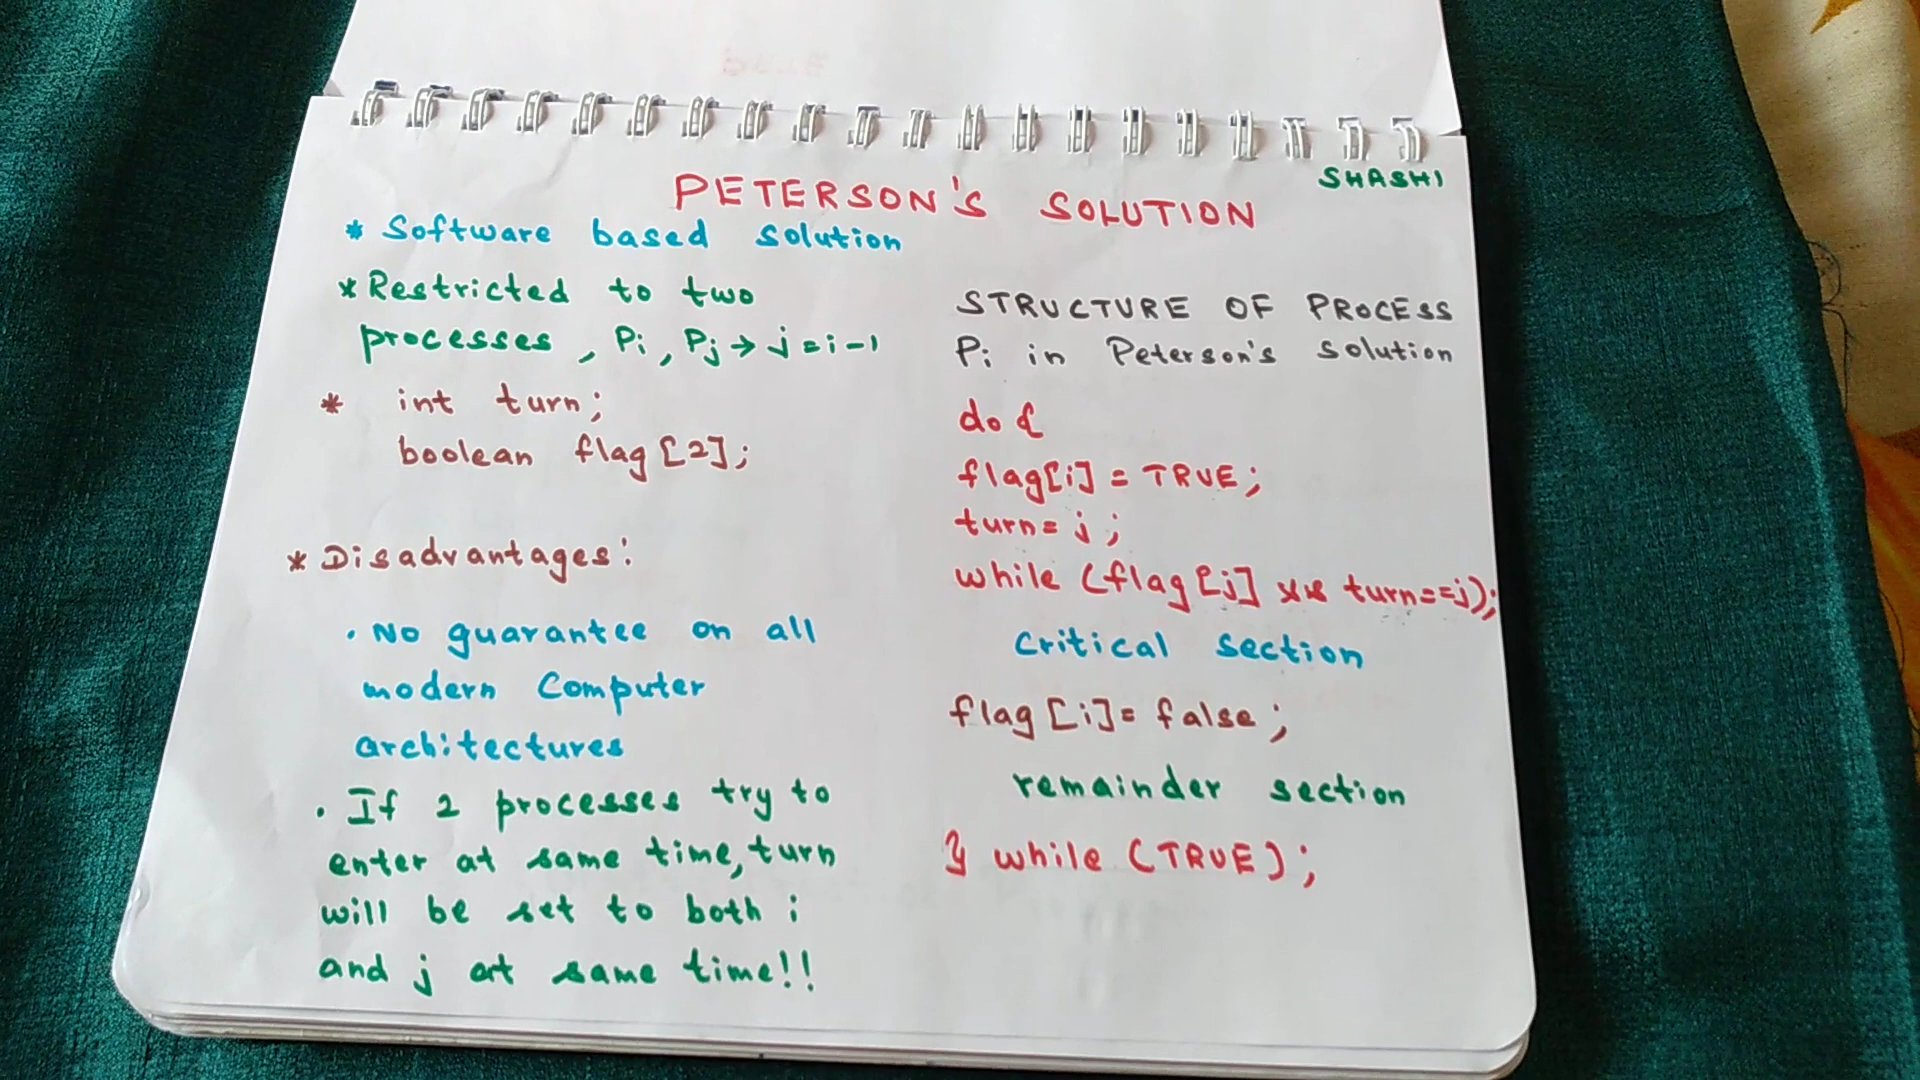 SHASHI
PETERSON'S SOLUTION
* Software based solution
* Restricted to two
processes, Pi, Pj → j=i-1
* int turn;
boolean flag[2];
* Disadvantages:
. No guarantee on all
modern Computer
architectures
. If 2 processes try to
enter at same time, turn
will be set to both i
and j at same time!!
STRUCTURE OF PROCESS
Pi in Peterson's solution
do {
flag[i] = TRUE;
turn= j;
while (flag[j] && turn==j);
critical section
flag[i]= false;
remainder section
} while (TRUE);